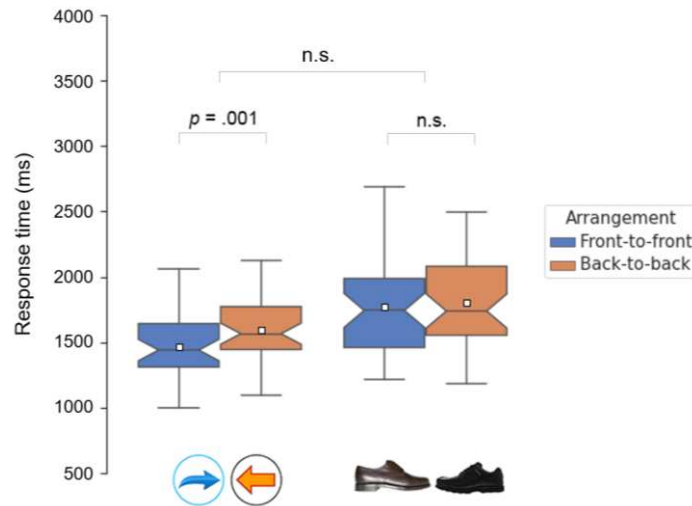 4000
3500
3000
2500
2000
1500
1000
500
Response time (ms)
n.s.
p = .001
n.s.
Arrangement
Front-to-front
Back-to-back